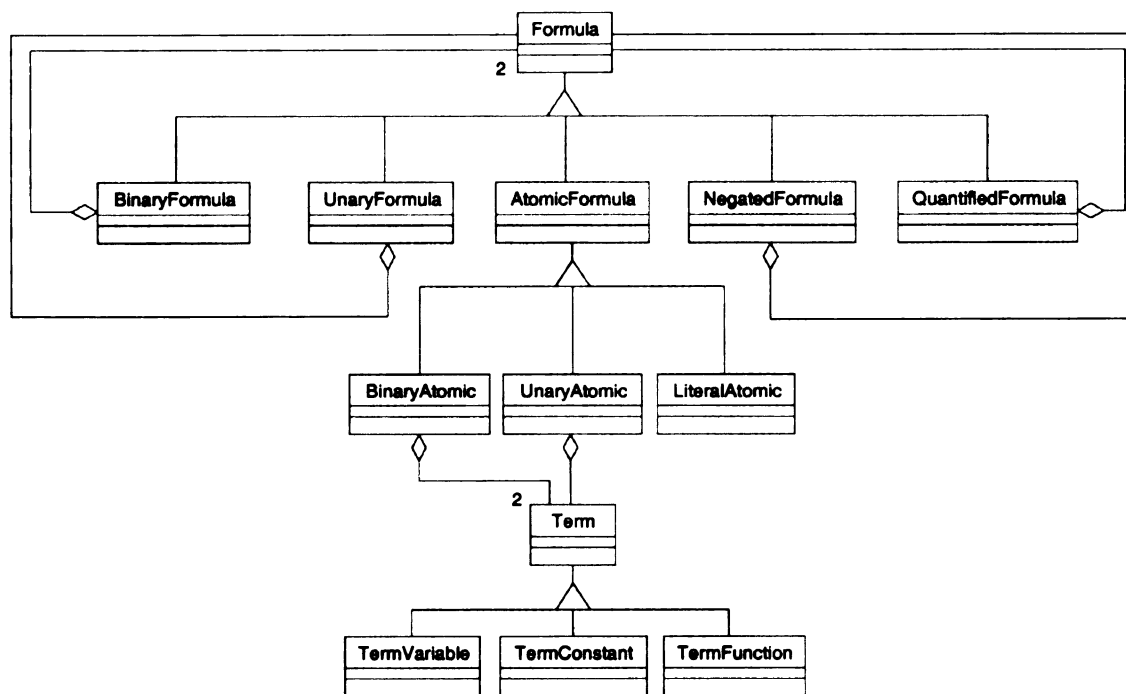 Formula
2
BinaryFormula
UnaryFormula
AtomicFormula
NegatedFormula
QuantifiedFormula
BinaryAtomic
UnaryAtomic
LiteralAtomic
2
Term
TermVariable
TermConstant
TermFunction